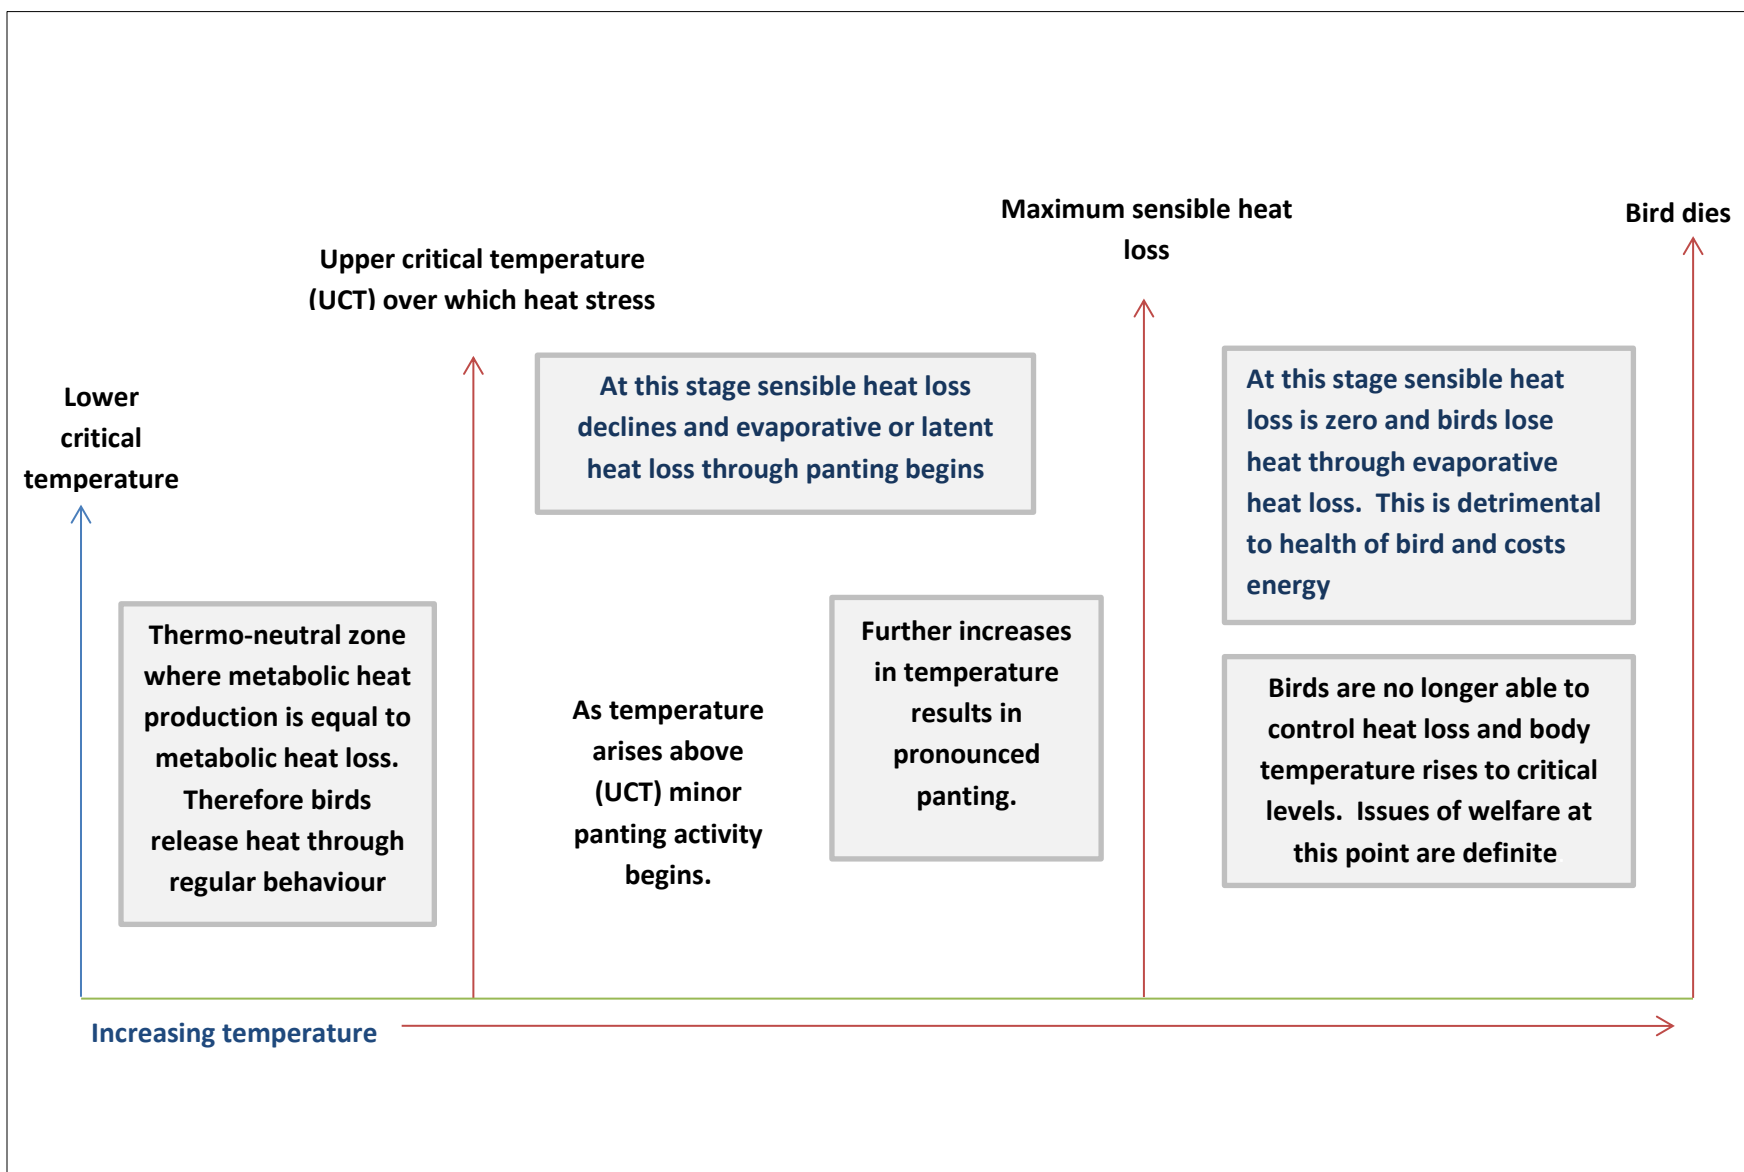 Maximum sensible heat
loss
Bird dies
Upper critical temperature
(UCT) over which heat stress
Lower
critical
temperature
At this stage sensible heat loss
declines and evaporative or latent
heat loss through panting begins
At this stage sensible heat
loss is zero and birds lose
heat through evaporative
heat loss.  This is detrimental
to health of bird and costs
energy
Thermo-neutral zone
where metabolic heat
production is equal to
metabolic heat loss.
Therefore birds
release heat through
regular behaviour
As temperature
arises above
(UCT) minor
panting activity
begins.
Further increases
in temperature
results in
pronounced
panting.
Birds are no longer able to
control heat loss and body
temperature rises to critical
levels.  Issues of welfare at
this point are definite
Increasing temperature